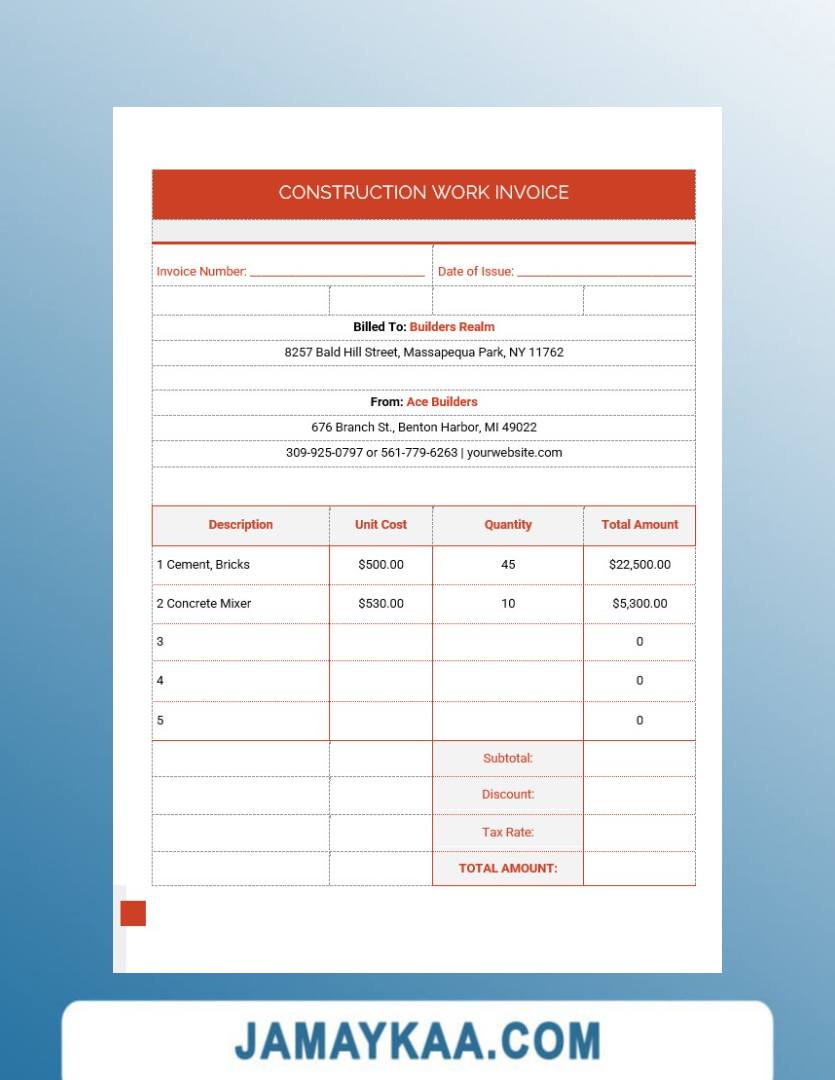 CONSTRUCTION WORK INVOICE
Invoice Number: ___________________________ Date of Issue: ___________________________
Billed To: Builders Realm
8257 Bald Hill Street, Massapequa Park, NY 11762
From: Ace Builders
676 Branch St., Benton Harbor, MI 49022
309-925-0797 or 561-779-6263 | yourwebsite.com
Description Unit Cost Quantity Total Amount
1 Cement, Bricks $500.00 45 $22,500.00
2 Concrete Mixer $530.00 10 $5,300.00
3 0
4 0
5 0
Subtotal:
Discount:
Tax Rate:
TOTAL AMOUNT:
JAMAYKAA.COM